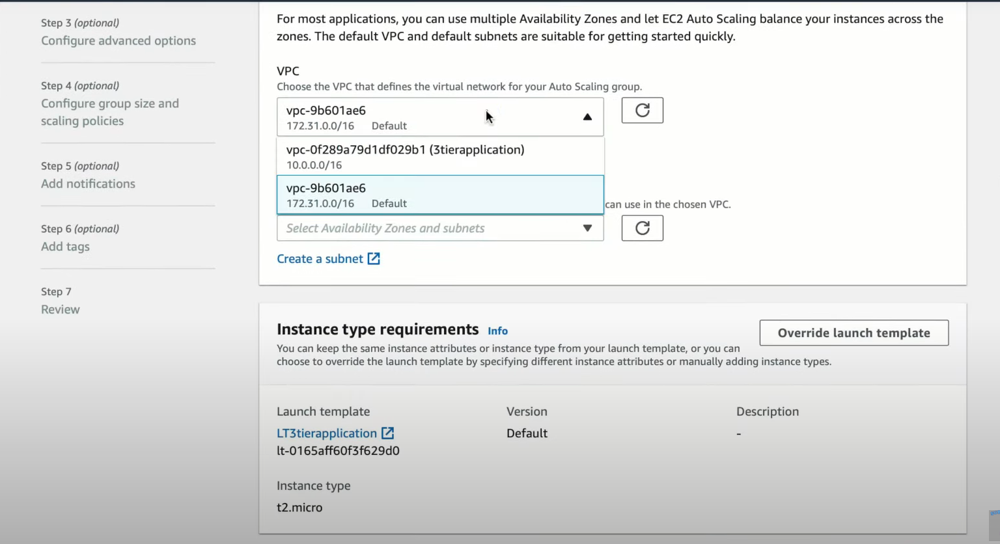 Step 3 (optional)
Configure advanced options
Step 4 (optional)
Configure group size and
scaling policies
Step 5 (optional)
Add notifications
Step 6 (optional)
Add tags
Step 7
Review
For most applications, you can use multiple Availability Zones and let EC2 Auto Scaling balance your instances across the
zones. The default VPC and default subnets are suitable for getting started quickly.
VPC
Choose the VPC that defines the virtual network for your Auto Scaling group.
vpc-9b601ae6
172.31.0.0/16 Default
vpc-0f289a79d1df029b1 (3tierapplication)
10.0.0.0/16
vpc-9b601ae6
172.31.0.0/16 Default
can use in the chosen VPC.
Select Availability Zones and subnets
Create a subnet
Instance type requirements Info
Override launch template
You can keep the same instance attributes or instance type from your launch template, or you can
choose to override the launch template by specifying different instance attributes or manually adding instance types.
Launch template Version Description
LT3tierapplication Default -
lt-0165aff60f3f629d0
Instance type
t2.micro